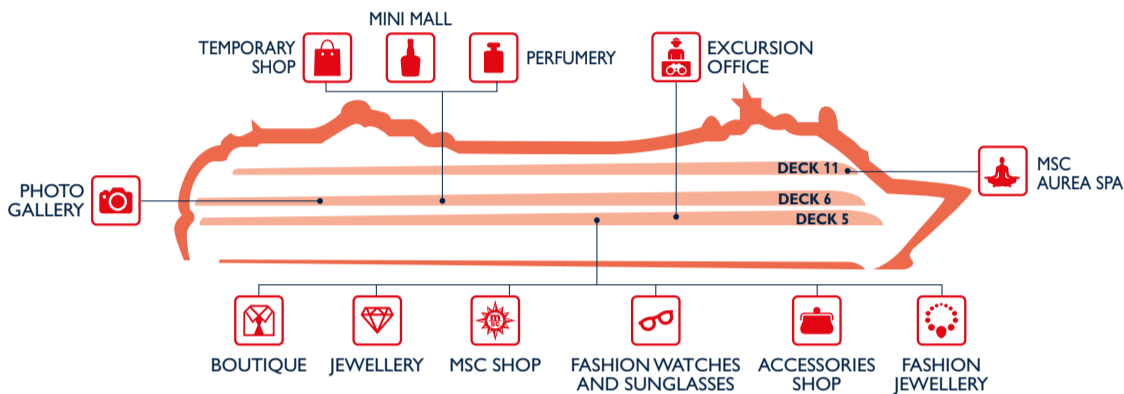 MINI MALL
TEMPORARY
SHOP
PERFUMERY
EXCURSION
OFFICE
DECK 11
MSC
AUREA SPA
PHOTO
GALLERY
DECK 6
DECK 5
msc
BOUTIQUE
JEWELLERY
MSC SHOP
FASHION WATCHES
AND SUNGLASSES
ACCESSORIES
SHOP
FASHION
JEWELLERY